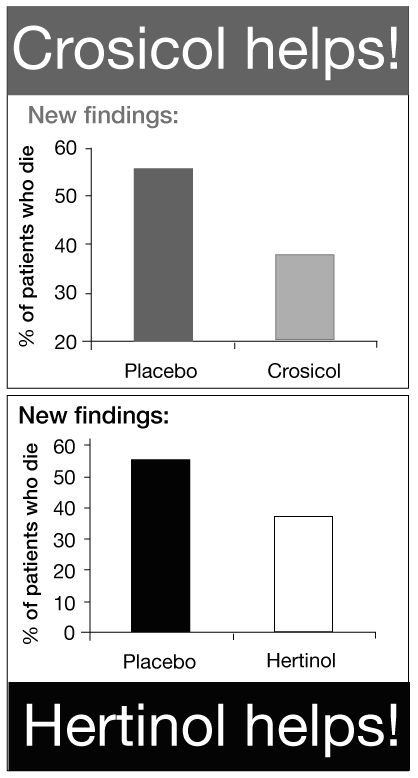 Crosicol helps!
New findings:
% of patients who die
60
50
40
30
20
Placebo Crosicol
New findings:
% of patients who die
60
50
40
30
20
10
0
Placebo Hertinol
Hertinol helps!